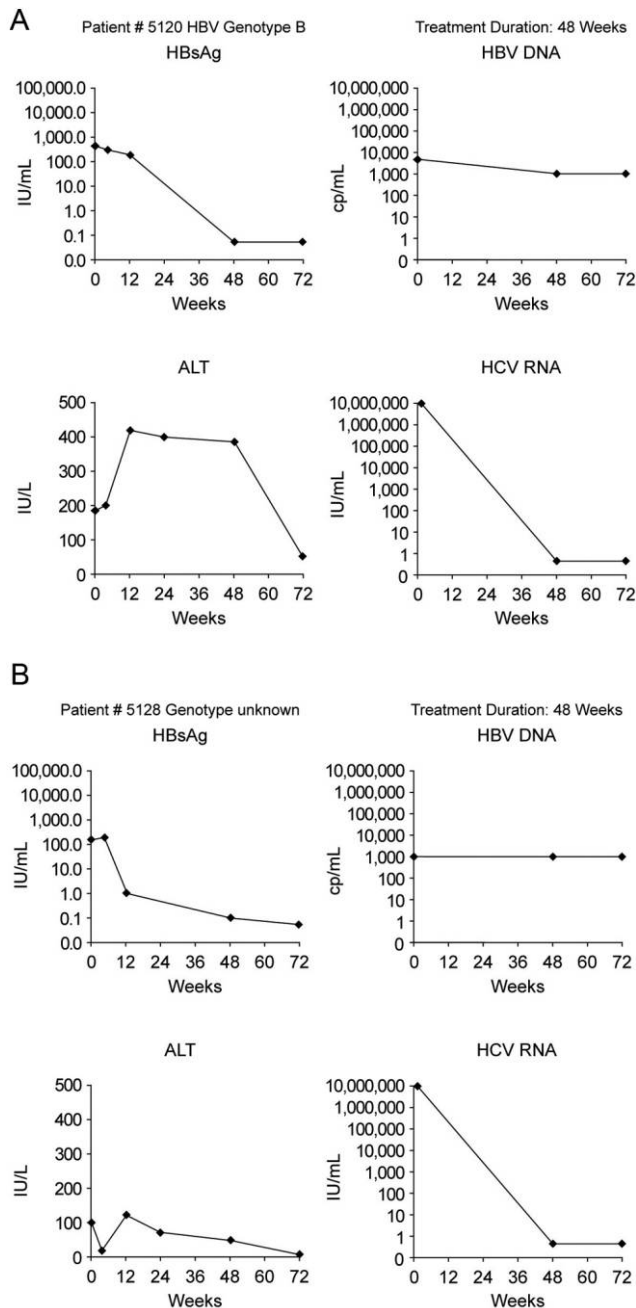 A
Patient # 5120 HBV Genotype B
Treatment Duration: 48 Weeks
HBsAg
100,000.0
10,000.0
1,000.0
100.0
10.0
1.0
0.1
0.0
IU/mL
0 12 24 36 48 60 72
Weeks
HBV DNA
10,000,000
1,000,000
100,000
10,000
1,000
100
10
1
0
cp/mL
0 12 24 36 48 60 72
Weeks
ALT
500
400
300
200
100
0
IU/L
0 12 24 36 48 60 72
Weeks
HCV RNA
10,000,000
1,000,000
100,000
10,000
1,000
100
10
1
0
IU/mL
0 12 24 36 48 60 72
Weeks
B
Patient # 5128 Genotype unknown
Treatment Duration: 48 Weeks
HBsAg
100,000.0
10,000.0
1,000.0
100.0
10.0
1.0
0.1
0.0
IU/mL
0 12 24 36 48 60 72
Weeks
HBV DNA
10,000,000
1,000,000
100,000
10,000
1,000
100
10
1
0
cp/mL
0 12 24 36 48 60 72
Weeks
ALT
500
400
300
200
100
0
IU/L
0 12 24 36 48 60 72
Weeks
HCV RNA
10,000,000
1,000,000
100,000
10,000
1,000
100
10
1
0
IU/mL
0 12 24 36 48 60 72
Weeks